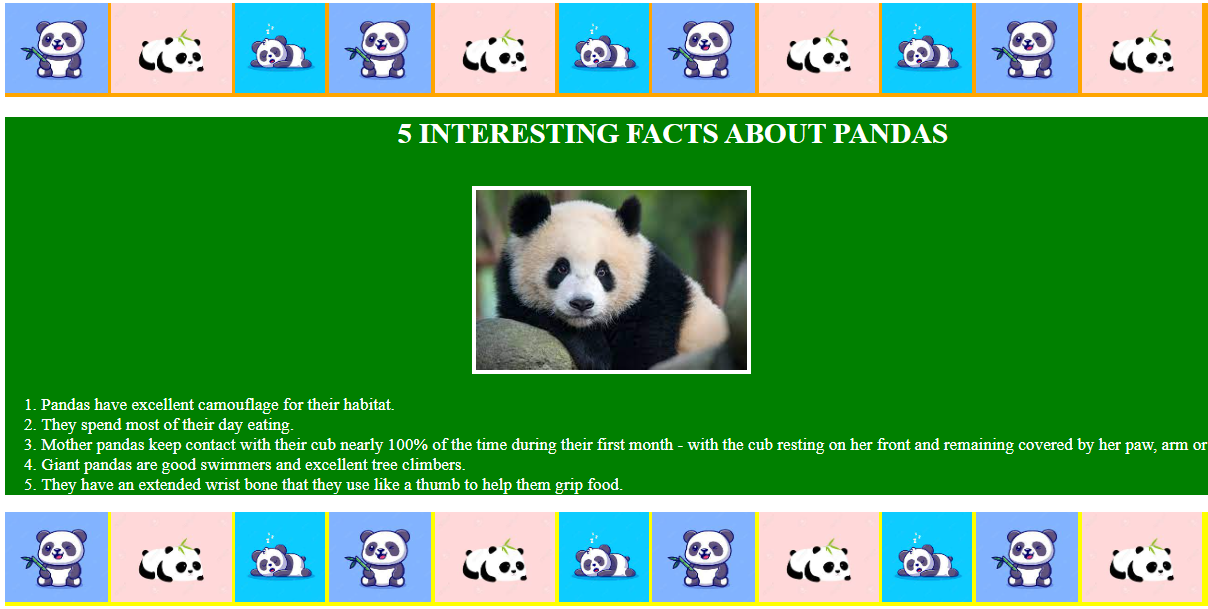 5 INTERESTING FACTS ABOUT PANDAS
1. Pandas have excellent camouflage for their habitat.
2. They spend most of their day eating.
3. Mother pandas keep contact with their cub nearly 100% of the time during their first month - with the cub resting on her front and remaining covered by her paw, arm or
4. Giant pandas are good swimmers and excellent tree climbers.
5. They have an extended wrist bone that they use like a thumb to help them grip food.